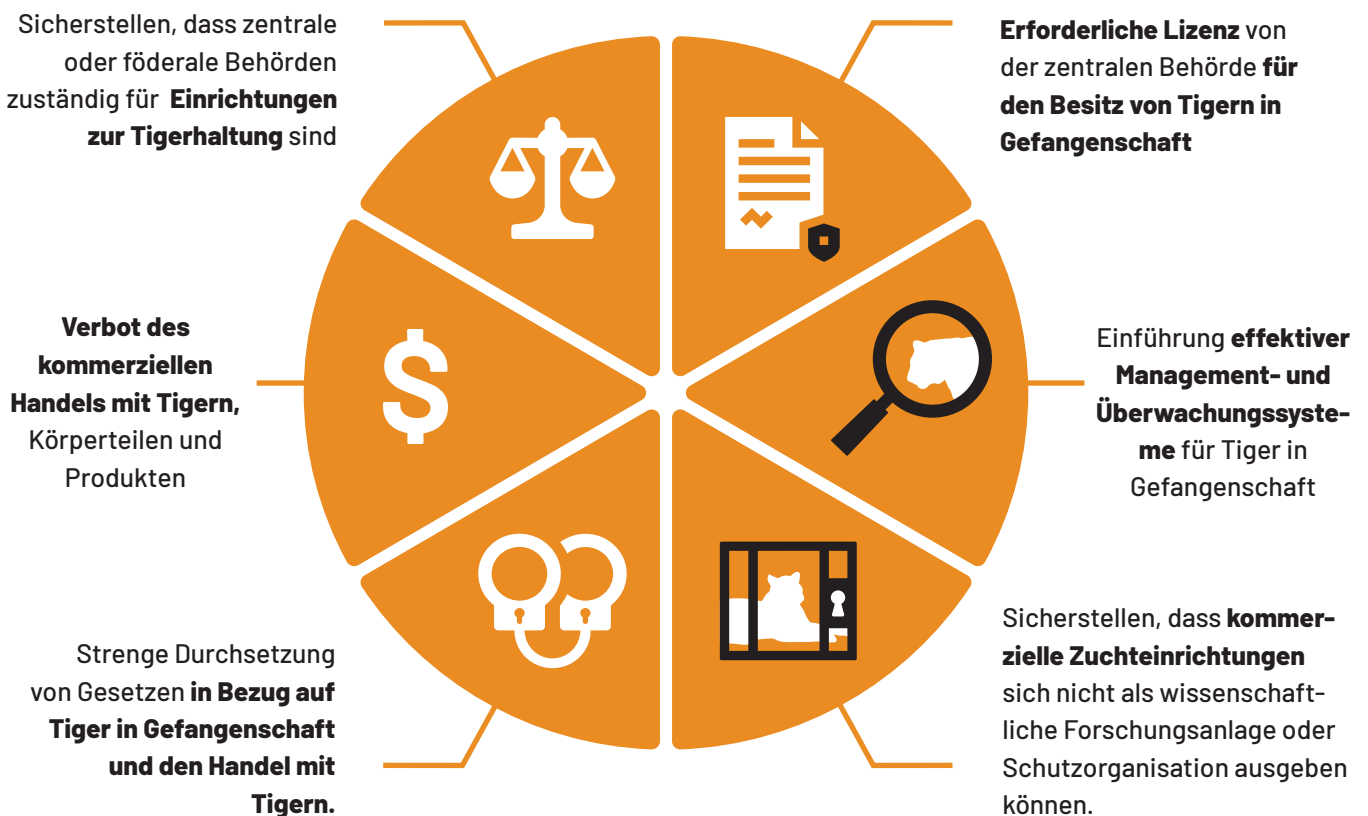 Sicherstellen, dass zentrale
oder föderale Behörden
zuständig für Einrichtungen
zur Tigerhaltung sind
Erforderliche Lizenz von
der zentralen Behörde für
den Besitz von Tigern in
Gefangenschaft
Verbot des
kommerziellen
Handels mit Tigern,
Körperteilen und
Produkten
$
Einführung effektiver
Management- und
Überwachungssyste-
me für Tiger in
Gefangenschaft
Strenge Durchsetzung
von Gesetzen in Bezug auf
Tiger in Gefangenschaft
und den Handel mit
Tigern.
Sicherstellen, dass kommer-
zielle Zuchteinrichtungen
sich nicht als wissenschaft-
liche Forschungsanlage oder
Schutzorganisation ausgeben
können.